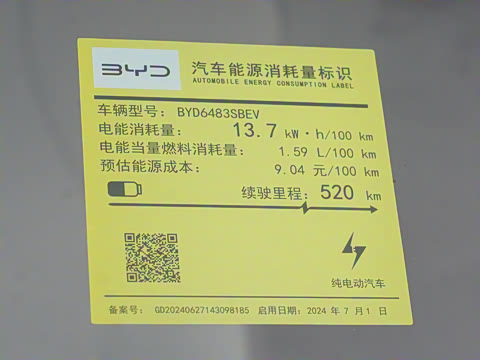 BYD 汽车能源消耗量标识
AUTOMOBILE ENERGY CONSUMPTION LABEL
车辆型号: BYD6483SBEV
电能消耗量: 13.7 kW·h/100 km
电能当量燃料消耗量: 1.59 L/100 km
预估能源成本: 9.04 元/100 km
续驶里程: 520 km
纯电动汽车
备案号: GD20240627143098185 启用日期: 2024 年 7 月 1 日